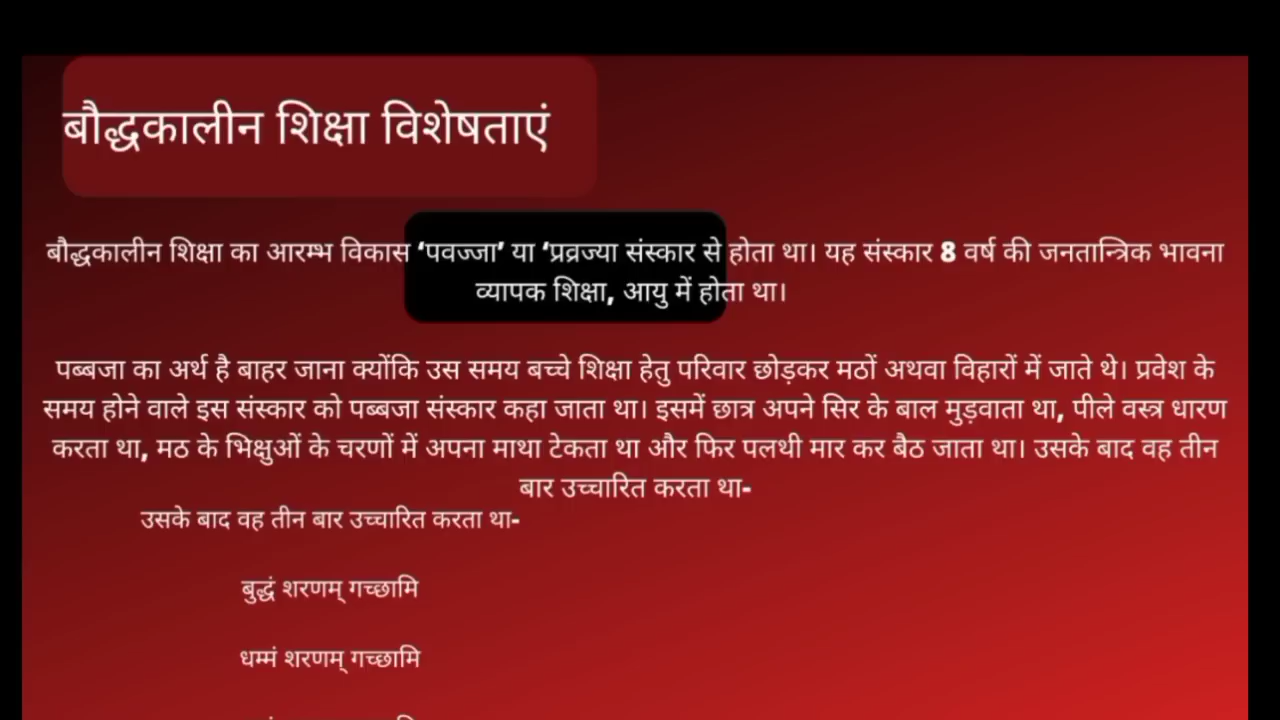 बौद्धकालीन शिक्षा विशेषताएं
बौद्धकालीन शिक्षा का आरम्भ विकास ‘पवज्जा’ या ‘प्रव्रज्या संस्कार से होता था। यह संस्कार 8 वर्ष की जनतान्त्रिक भावना
व्यापक शिक्षा, आयु में होता था।
पब्बजा का अर्थ है बाहर जाना क्योंकि उस समय बच्चे शिक्षा हेतु परिवार छोड़कर मठों अथवा विहारों में जाते थे। प्रवेश के
समय होने वाले इस संस्कार को पब्बजा संस्कार कहा जाता था। इसमें छात्र अपने सिर के बाल मुड़वाता था, पीले वस्त्र धारण
करता था, मठ के भिक्षुओं के चरणों में अपना माथा टेकता था और फिर पलथी मार कर बैठ जाता था। उसके बाद वह तीन
बार उच्चारित करता था-
उसके बाद वह तीन बार उच्चारित करता था-
बुद्धं शरणम् गच्छामि
धम्मं शरणम् गच्छामि